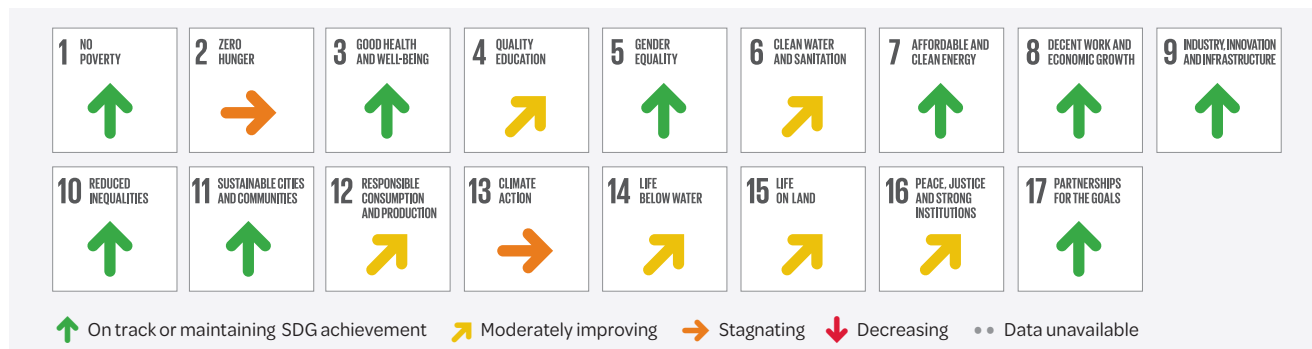 1 NO
POVERTY
2 ZERO
HUNGER
3 GOOD HEALTH
AND WELL-BEING
4 QUALITY
EDUCATION
5 GENDER
EQUALITY
6 CLEAN WATER
AND SANITATION
7 AFFORDABLE AND
CLEAN ENERGY
8 DECENT WORK AND
ECONOMIC GROWTH
9 INDUSTRY, INNOVATION
AND INFRASTRUCTURE
10 REDUCED
INEQUALITIES
11 SUSTAINABLE CITIES
AND COMMUNITIES
12 RESPONSIBLE
CONSUMPTION
AND PRODUCTION
13 CLIMATE
ACTION
14 LIFE
BELOW WATER
15 LIFE
ON LAND
16 PEACE, JUSTICE
AND STRONG
INSTITUTIONS
17 PARTNERSHIPS
FOR THE GOALS
On track or maintaining SDG achievement
Moderately improving
Stagnating
Decreasing
Data unavailable